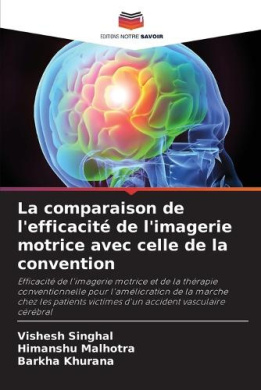 EDITIONS NOTRE SAVOIR
La comparaison de
l'efficacité de l'imagerie
motrice avec celle de la
convention
Efficacité de l'imagerie motrice et de la thérapie
conventionnelle pour l'amélioration de la marche
chez les patients victimes d'un accident vasculaire
cérébral
Vishesh Singhal
Himanshu Malhotra
Barkha Khurana